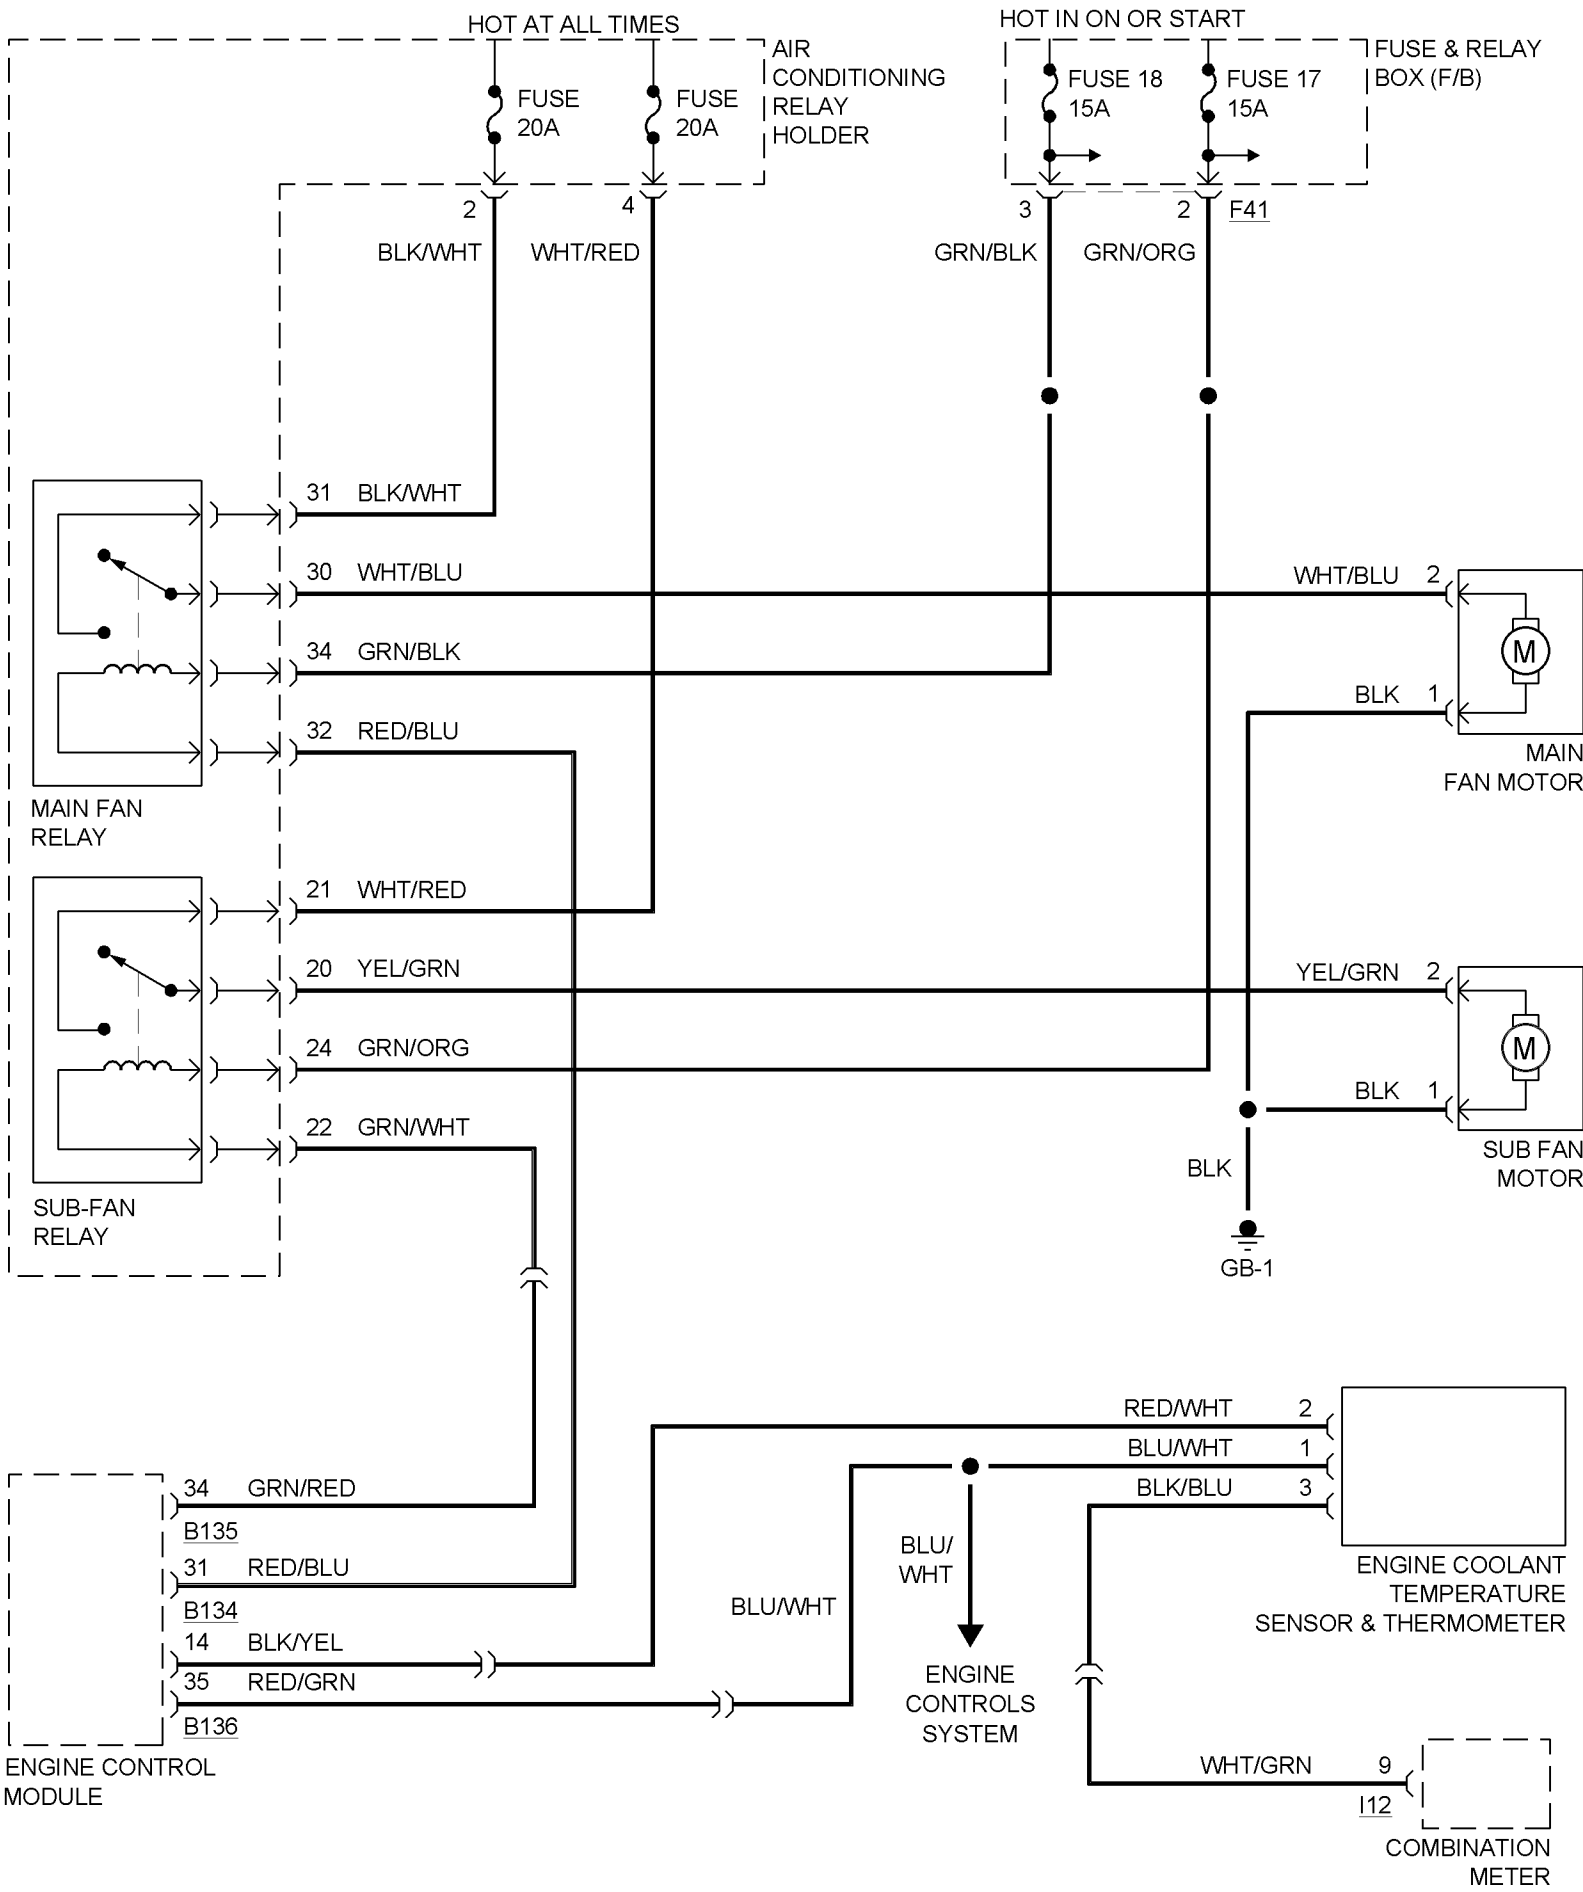 HOT AT ALL TIMES
HOT IN ON OR START
AIR
CONDITIONING
RELAY
HOLDER
FUSE
20A
FUSE
20A
FUSE 18
15A
FUSE 17
15A
FUSE & RELAY
BOX (F/B)
2
4
3
2
F41
BLK/WHT
WHT/RED
GRN/BLK
GRN/ORG
31
BLK/WHT
30
WHT/BLU
WHT/BLU
2
34
GRN/BLK
M
BLK
1
32
RED/BLU
MAIN
FAN MOTOR
MAIN FAN
RELAY
21
WHT/RED
20
YEL/GRN
YEL/GRN
2
24
GRN/ORG
M
BLK
1
22
GRN/WHT
SUB FAN
MOTOR
BLK
SUB-FAN
RELAY
GB-1
RED/WHT
2
BLU/WHT
1
BLK/BLU
3
34
GRN/RED
B135
31
RED/BLU
B134
14
BLK/YEL
35
RED/GRN
B136
ENGINE CONTROL
MODULE
BLU/WHT
BLU/
WHT
ENGINE
CONTROLS
SYSTEM
ENGINE COOLANT
TEMPERATURE
SENSOR & THERMOMETER
WHT/GRN
9
I12
COMBINATION
METER